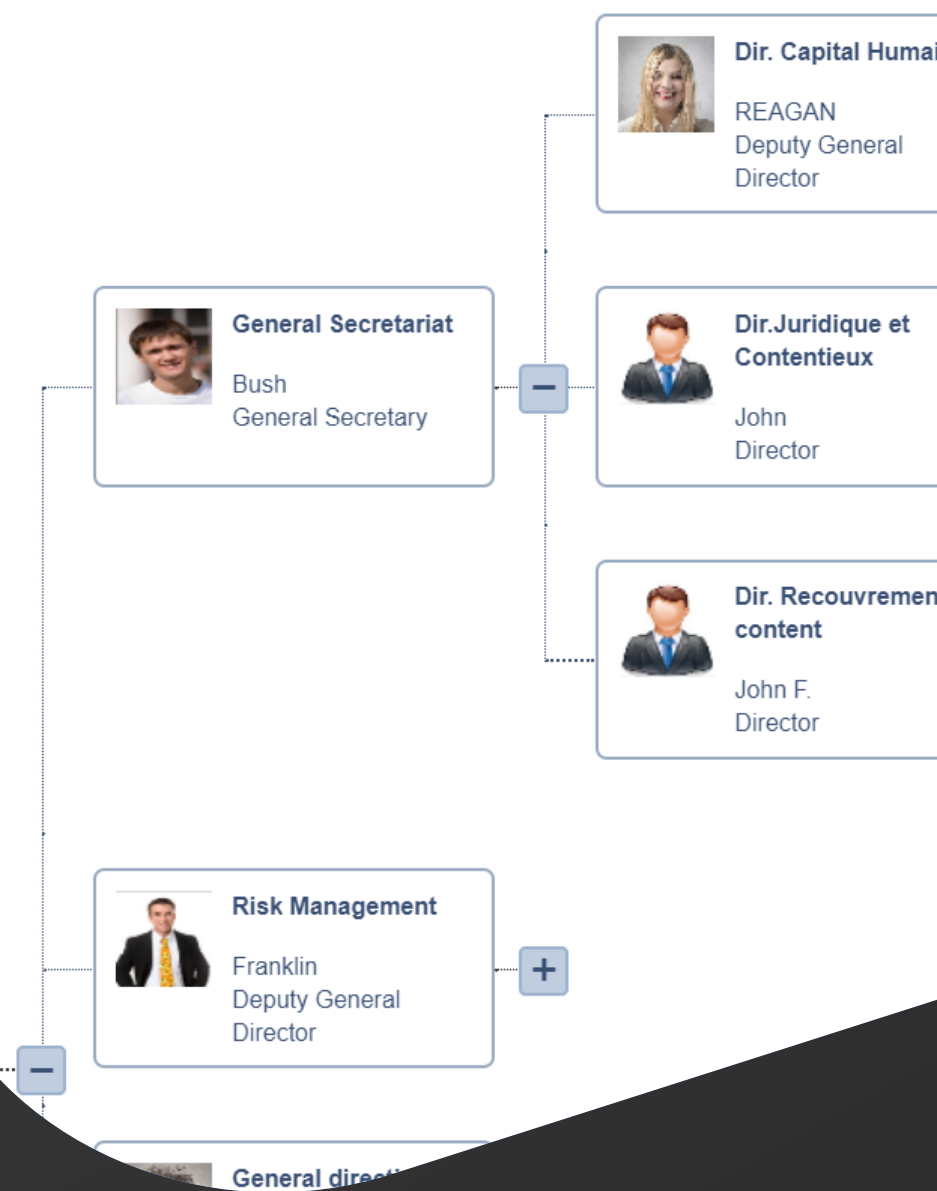 Dir. Capital Humai
REAGAN
Deputy General
Director
General Secretariat
Bush
General Secretary
Dir.Juridique et
Contentieux
John
Director
Dir. Recouvremen
content
John F.
Director
Risk Management
Franklin
Deputy General
Director
General directi